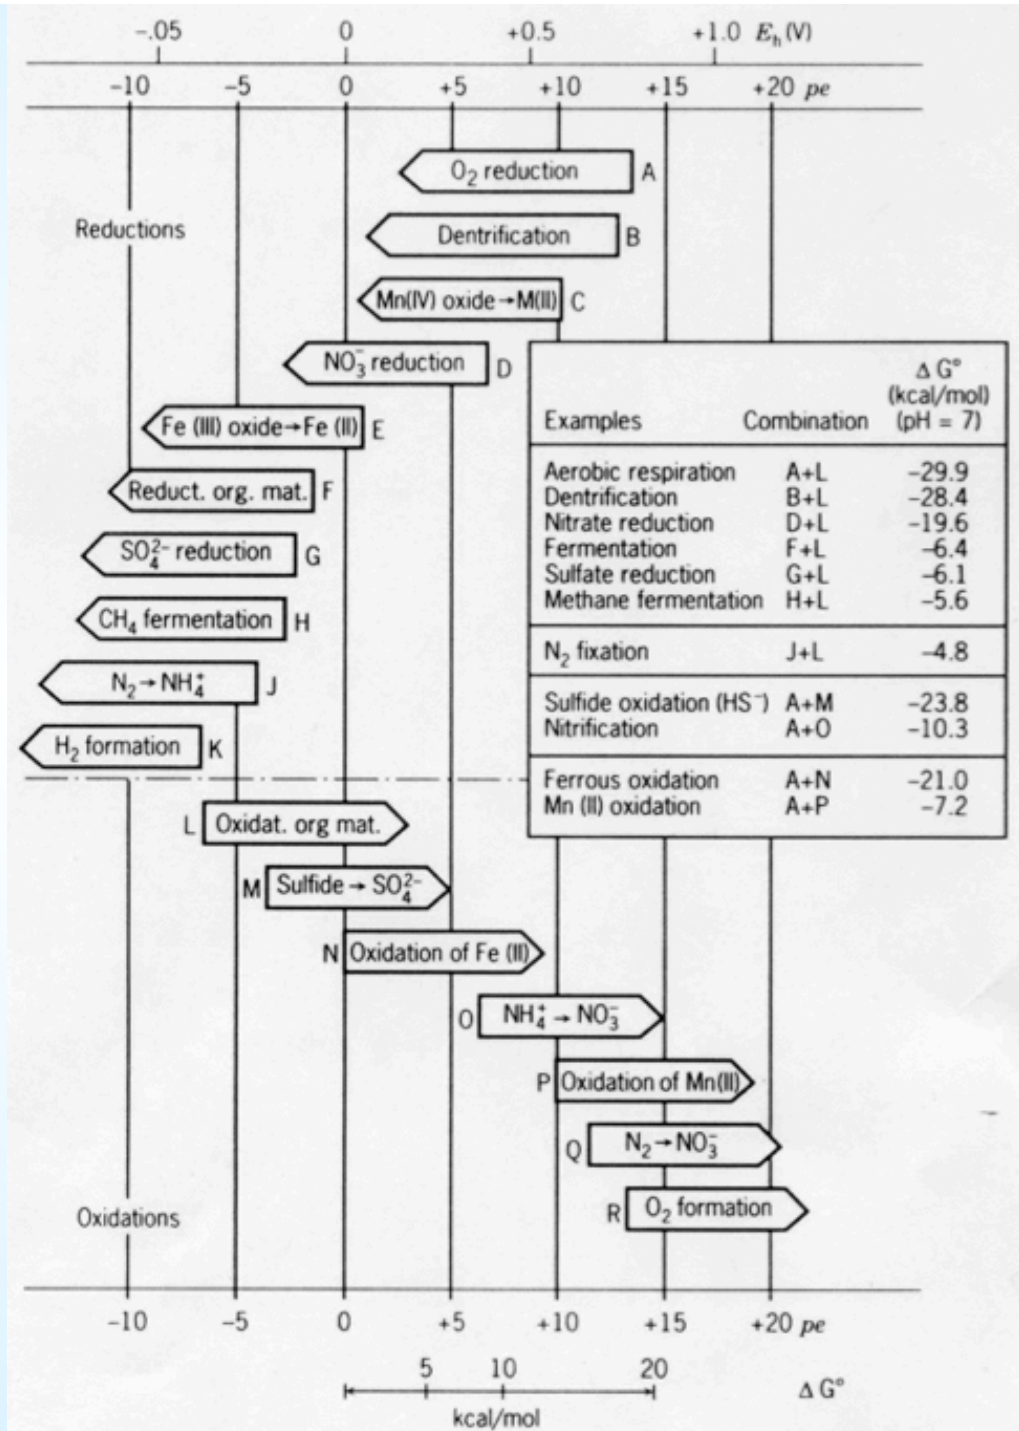 -.05 0 +0.5 +1.0 Eh (V)
-10 -5 0 +5 +10 +15 +20 pe
O2 reduction A
Reductions
Dentrification B
Mn(IV) oxide→M(II) C
NO3- reduction D
Fe (III) oxide→Fe (II) E
Reduct. org. mat. F
SO42- reduction G
CH4 fermentation H
N2→NH4+ J
H2 formation K
ΔG°
(kcal/mol)
Examples Combination (pH = 7)
Aerobic respiration A+L -29.9
Dentrification B+L -28.4
Nitrate reduction D+L -19.6
Fermentation F+L -6.4
Sulfate reduction G+L -6.1
Methane fermentation H+L -5.6
N2 fixation J+L -4.8
Sulfide oxidation (HS-) A+M -23.8
Nitrification A+O -10.3
Ferrous oxidation A+N -21.0
Mn (II) oxidation A+P -7.2
L Oxidat. org mat.
M Sulfide→SO42-
N Oxidation of Fe (II)
O NH4+→NO3-
P Oxidation of Mn(II)
Q N2→NO3-
R O2 formation
Oxidations
-10 -5 0 +5 +10 +15 +20 pe
5 10 20 ΔG°
kcal/mol